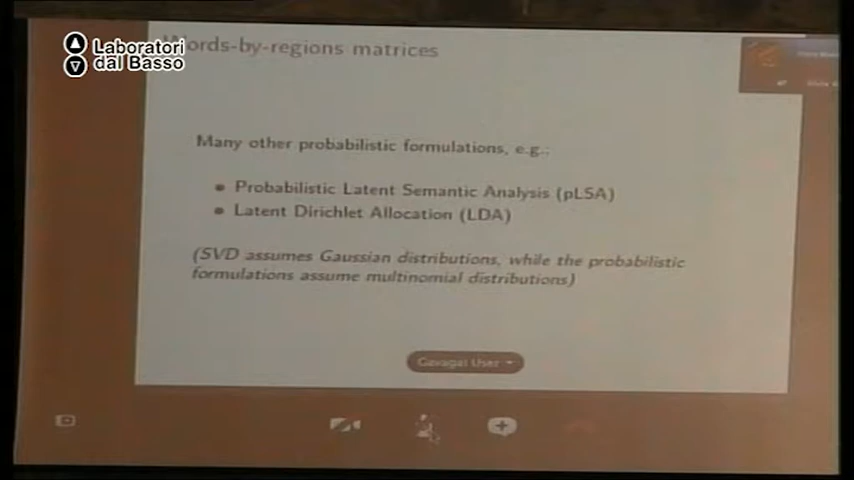 Laboratori
dal Basso
Words-by-regions matrices
Many other probabilistic formulations, e.g.:
Probabilistic Latent Semantic Analysis (pLSA)
Latent Dirichlet Allocation (LDA)
(SVD assumes Gaussian distributions, while the probabilistic
formulations assume multinomial distributions)
Gavagai User